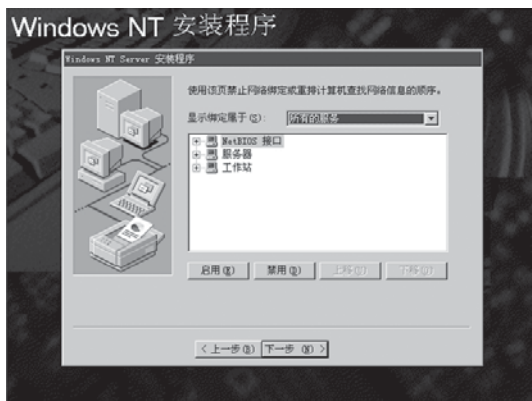 Windows NT 安装程序
Windows NT Server 安装程序
使用该页禁止网络绑定或重排计算机查找网络信息的顺序。
显示绑定属于(S): 所有的服务
NetBIOS 接口
服务器
工作站
启用(E) 禁用(D) 上移(U) 下移(O)
< 上一步(B) 下一步(N) >